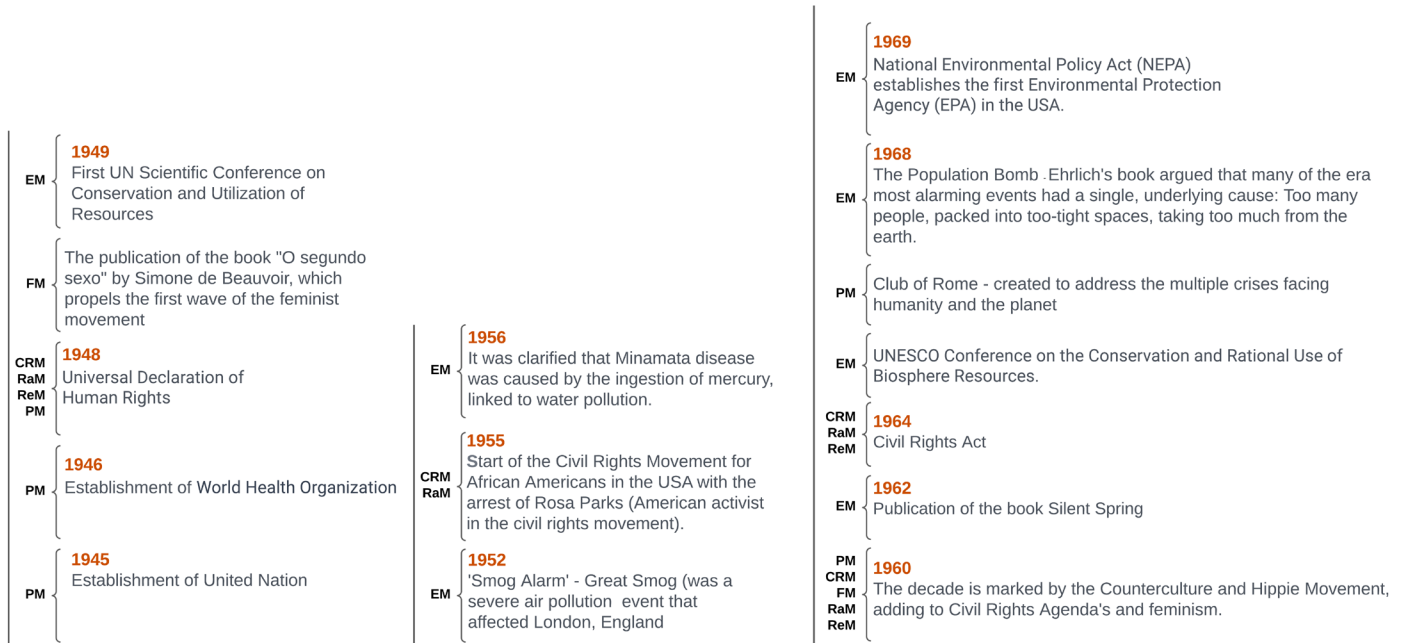 1949
EM
First UN Scientific Conference on
Conservation and Utilization of
Resources
FM
The publication of the book "O segundo
sexo" by Simone de Beauvoir, which
propels the first wave of the feminist
movement
CRM
RaM
ReM
PM
1948
Universal Declaration of
Human Rights
PM
1946
Establishment of World Health Organization
PM
1945
Establishment of United Nation
EM
1956
It was clarified that Minamata disease
was caused by the ingestion of mercury,
linked to water pollution.
CRM
RaM
1955
Start of the Civil Rights Movement for
African Americans in the USA with the
arrest of Rosa Parks (American activist
in the civil rights movement).
EM
1952
'Smog Alarm' - Great Smog (was a
severe air pollution event that
affected London, England
EM
1969
National Environmental Policy Act (NEPA)
establishes the first Environmental Protection
Agency (EPA) in the USA.
EM
1968
The Population Bomb .Ehrlich's book argued that many of the era
most alarming events had a single, underlying cause: Too many
people, packed into too-tight spaces, taking too much from the
earth.
PM
Club of Rome - created to address the multiple crises facing
humanity and the planet
EM
UNESCO Conference on the Conservation and Rational Use of
Biosphere Resources.
CRM
RaM
ReM
1964
Civil Rights Act
EM
1962
Publication of the book Silent Spring
PM
CRM
FM
RaM
ReM
1960
The decade is marked by the Counterculture and Hippie Movement,
adding to Civil Rights Agenda's and feminism.